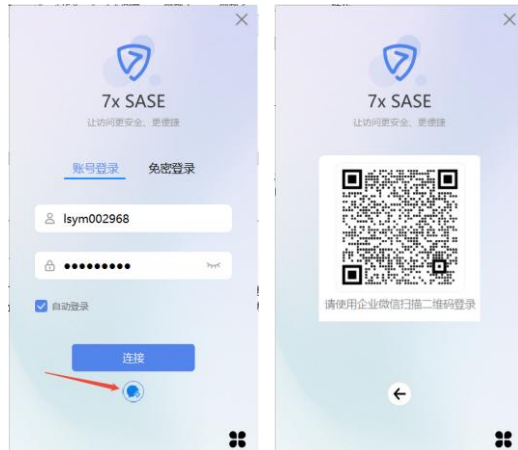 7x SASE
让访问更安全、更便捷
账号登录 免密登录
lsym002968
自动登录
连接
7x SASE
让访问更安全、更便捷
请使用企业微信扫描二维码登录